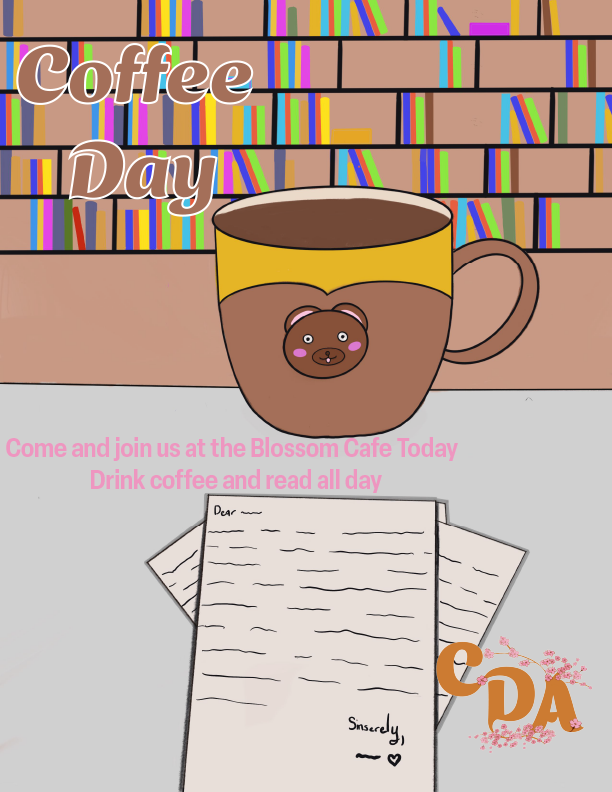 Coffee
Day
Come and join us at the Blossom Cafe Today
Drink coffee and read all day
Dear
Sincerely,
CDA